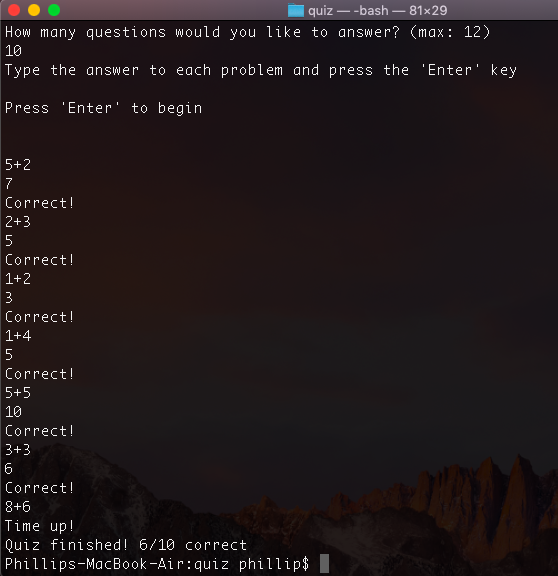 quiz — -bash — 81×29
How many questions would you like to answer? (max: 12)
10
Type the answer to each problem and press the 'Enter' key
Press 'Enter' to begin
5+2
7
Correct!
2+3
5
Correct!
1+2
3
Correct!
1+4
5
Correct!
5+5
10
Correct!
3+3
6
Correct!
8+6
Time up!
Quiz finished! 6/10 correct
Phillips-MacBook-Air:quiz phillip$